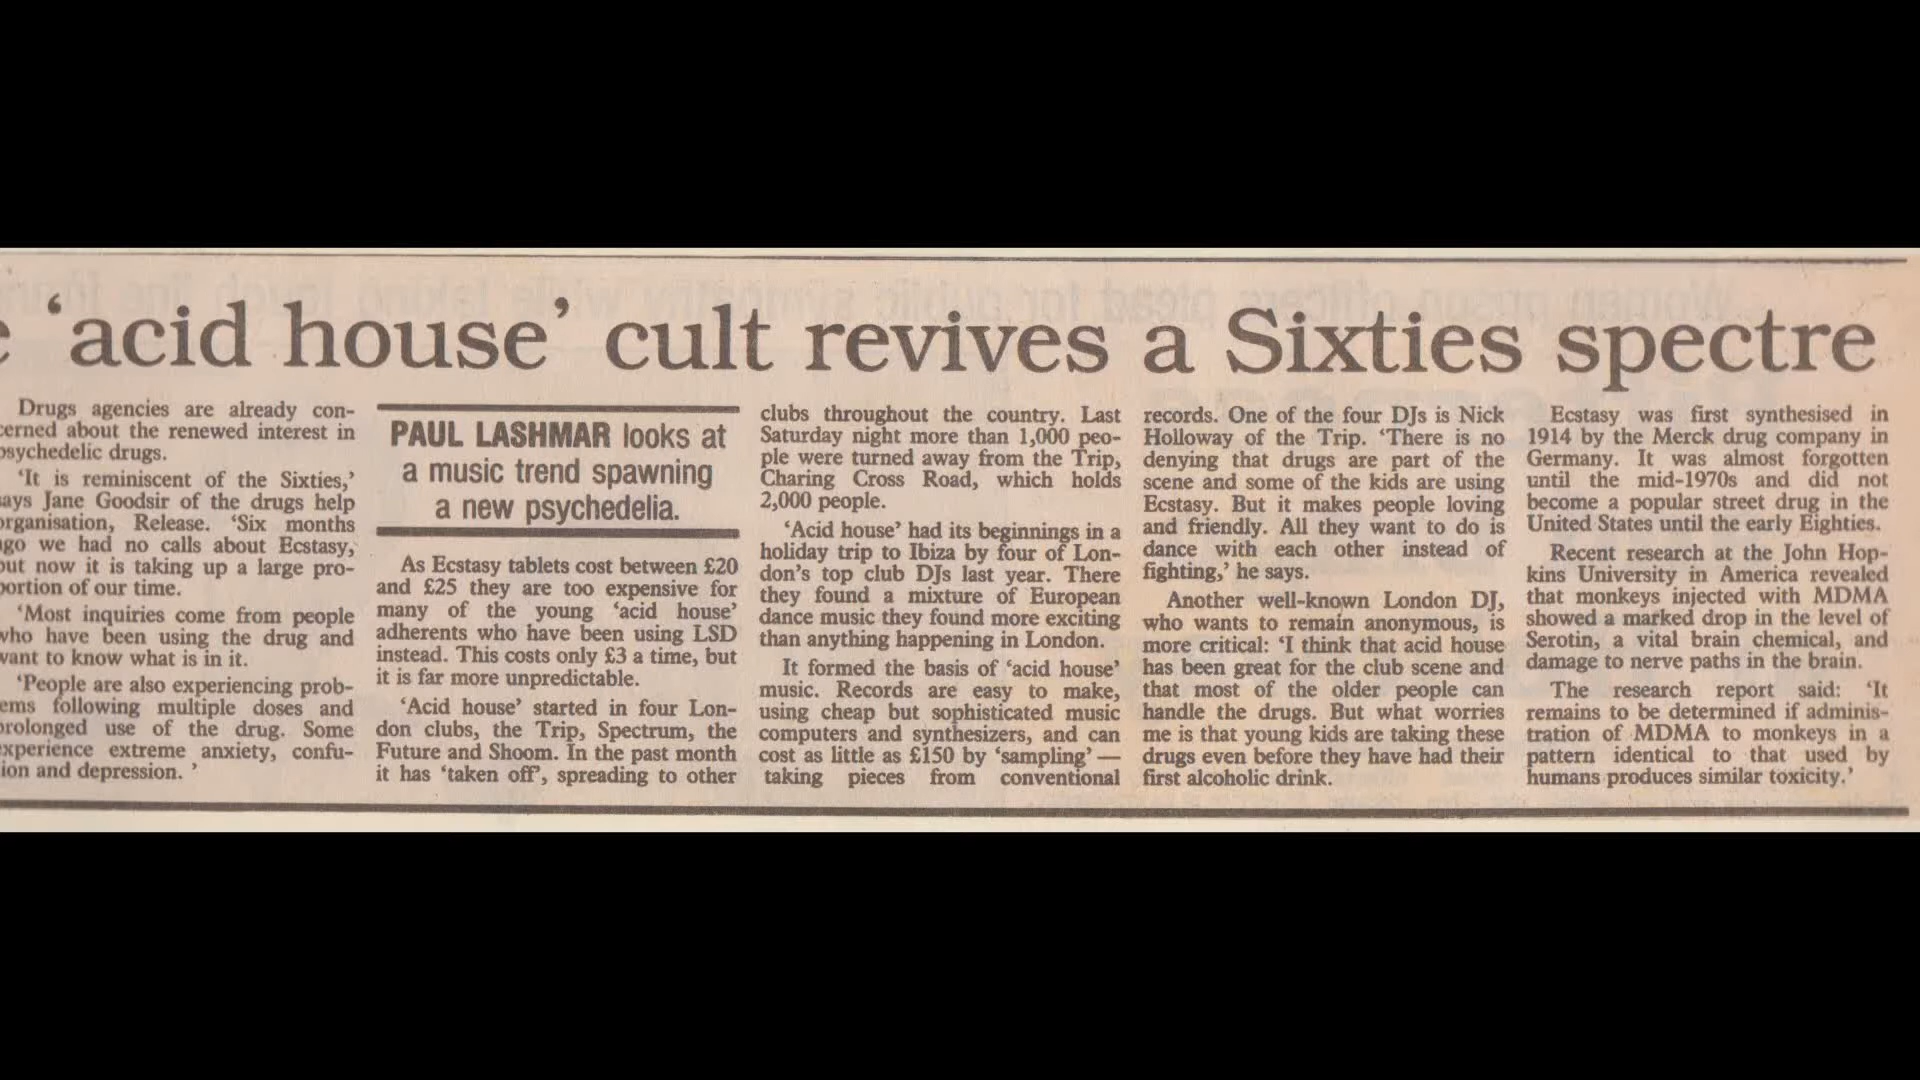 ‘acid house’ cult revives a Sixties spectre
Drugs agencies are already con-
cerned about the renewed interest in
psychedelic drugs.
‘It is reminiscent of the Sixties,’
says Jane Goodsir of the drugs help
organisation, Release. ‘Six months
ago we had no calls about Ecstasy,
but now it is taking up a large pro-
portion of our time.
‘Most inquiries come from people
who have been using the drug and
want to know what is in it.
‘People are also experiencing prob-
lems following multiple doses and
prolonged use of the drug. Some
experience extreme anxiety, confu-
sion and depression. ’
PAUL LASHMAR looks at
a music trend spawning
a new psychedelia.
As Ecstasy tablets cost between £20
and £25 they are too expensive for
many of the young ‘acid house’
adherents who have been using LSD
instead. This costs only £3 a time, but
it is far more unpredictable.
‘Acid house’ started in four Lon-
don clubs, the Trip, Spectrum, the
Future and Shoom. In the past month
it has ‘taken off’, spreading to other
clubs throughout the country. Last
Saturday night more than 1,000 peo-
ple were turned away from the Trip,
Charing Cross Road, which holds
2,000 people.
‘Acid house’ had its beginnings in a
holiday trip to Ibiza by four of Lon-
don’s top club DJs last year. There
they found a mixture of European
dance music they found more exciting
than anything happening in London.
It formed the basis of ‘acid house’
music. Records are easy to make,
using cheap but sophisticated music
computers and synthesizers, and can
cost as little as £150 by ‘sampling’ —
taking pieces from conventional
records. One of the four DJs is Nick
Holloway of the Trip. ‘There is no
denying that drugs are part of the
scene and some of the kids are using
Ecstasy. But it makes people loving
and friendly. All they want to do is
dance with each other instead of
fighting,’ he says.
Another well-known London DJ,
who wants to remain anonymous, is
more critical: ‘I think that acid house
has been great for the club scene and
that most of the older people can
handle the drugs. But what worries
me is that young kids are taking these
drugs even before they have had their
first alcoholic drink.
Ecstasy was first synthesised in
1914 by the Merck drug company in
Germany. It was almost forgotten
until the mid-1970s and did not
become a popular street drug in the
United States until the early Eighties.
Recent research at the John Hop-
kins University in America revealed
that monkeys injected with MDMA
showed a marked drop in the level of
Serotin, a vital brain chemical, and
damage to nerve paths in the brain.
The research report said: ‘It
remains to be determined if adminis-
tration of MDMA to monkeys in a
pattern identical to that used by
humans produces similar toxicity.’